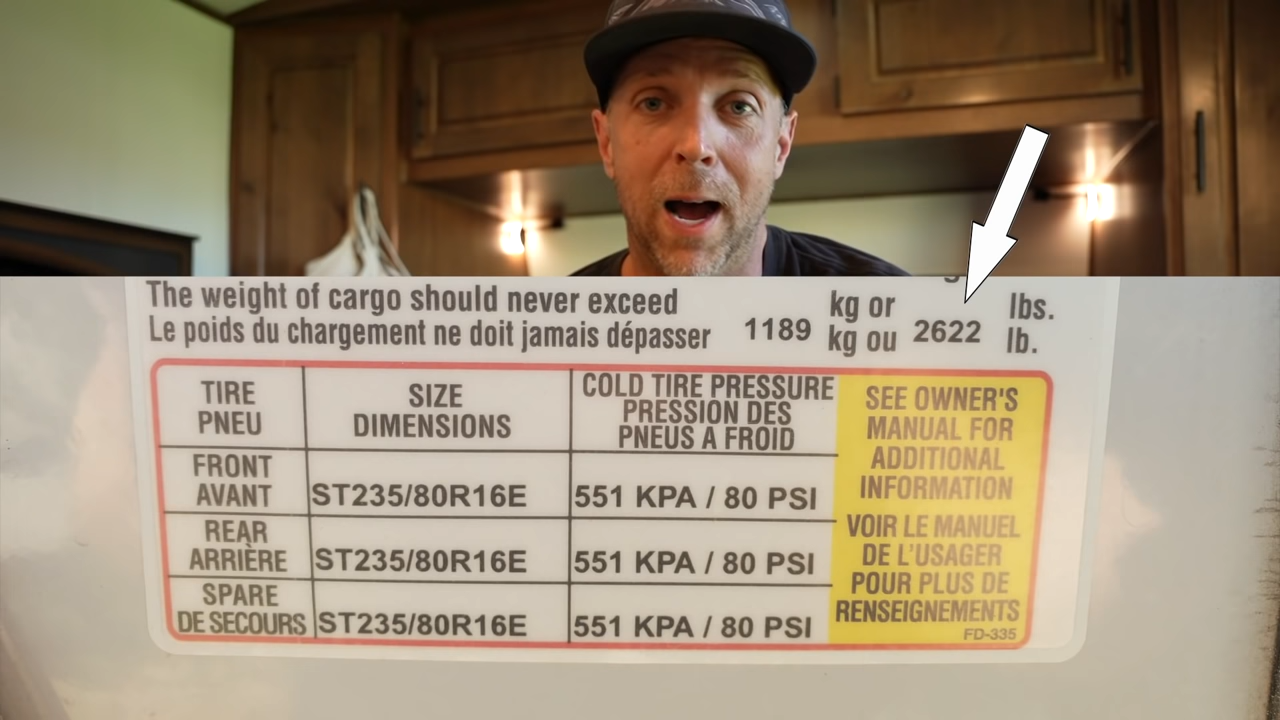 The weight of cargo should never exceed kg or lbs.
Le poids du chargement ne doit jamais dépasser 1189 kg ou 2622 lb.
TIRE
PNEU
SIZE
DIMENSIONS
COLD TIRE PRESSURE
PRESSION DES
PNEUS A FROID
SEE OWNER'S
MANUAL FOR
ADDITIONAL
INFORMATION
VOIR LE MANUEL
DE L'USAGER
POUR PLUS DE
RENSEIGNEMENTS
FD-335
FRONT
AVANT
ST235/80R16E
551 KPA / 80 PSI
REAR
ARRIÈRE
ST235/80R16E
551 KPA / 80 PSI
SPARE
DE SECOURS
ST235/80R16E
551 KPA / 80 PSI